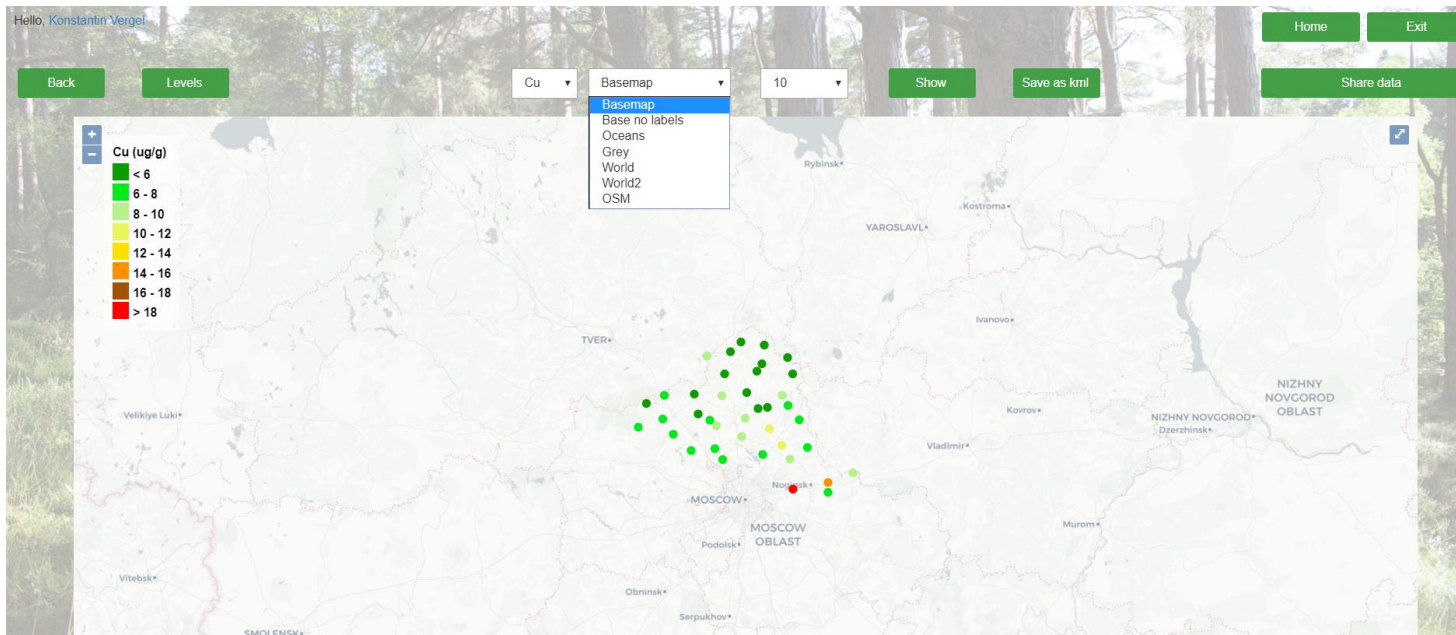 Hello, Konstantin Vergel
Home
Exit
Back
Levels
Cu
Basemap
10
Show
Save as kml
Share data
Basemap
Base no labels
Oceans
Grey
World
World2
OSM
+
−
Cu (ug/g)
< 6
6 - 8
8 - 10
10 - 12
12 - 14
14 - 16
16 - 18
> 18
Rybinsk
Kostroma
YAROSLAVL
Ivanovo
TVER
NIZHNY
NOVGOROD
OBLAST
Velikiye Luki
Kovrov
NIZHNY NOVGOROD
Dzerzhinsk
Vladimir
Noginsk
MOSCOW
MOSCOW
OBLAST
Murom
Podolsk
Vitebsk
Obninsk
Serpukhov
SMOLENSK